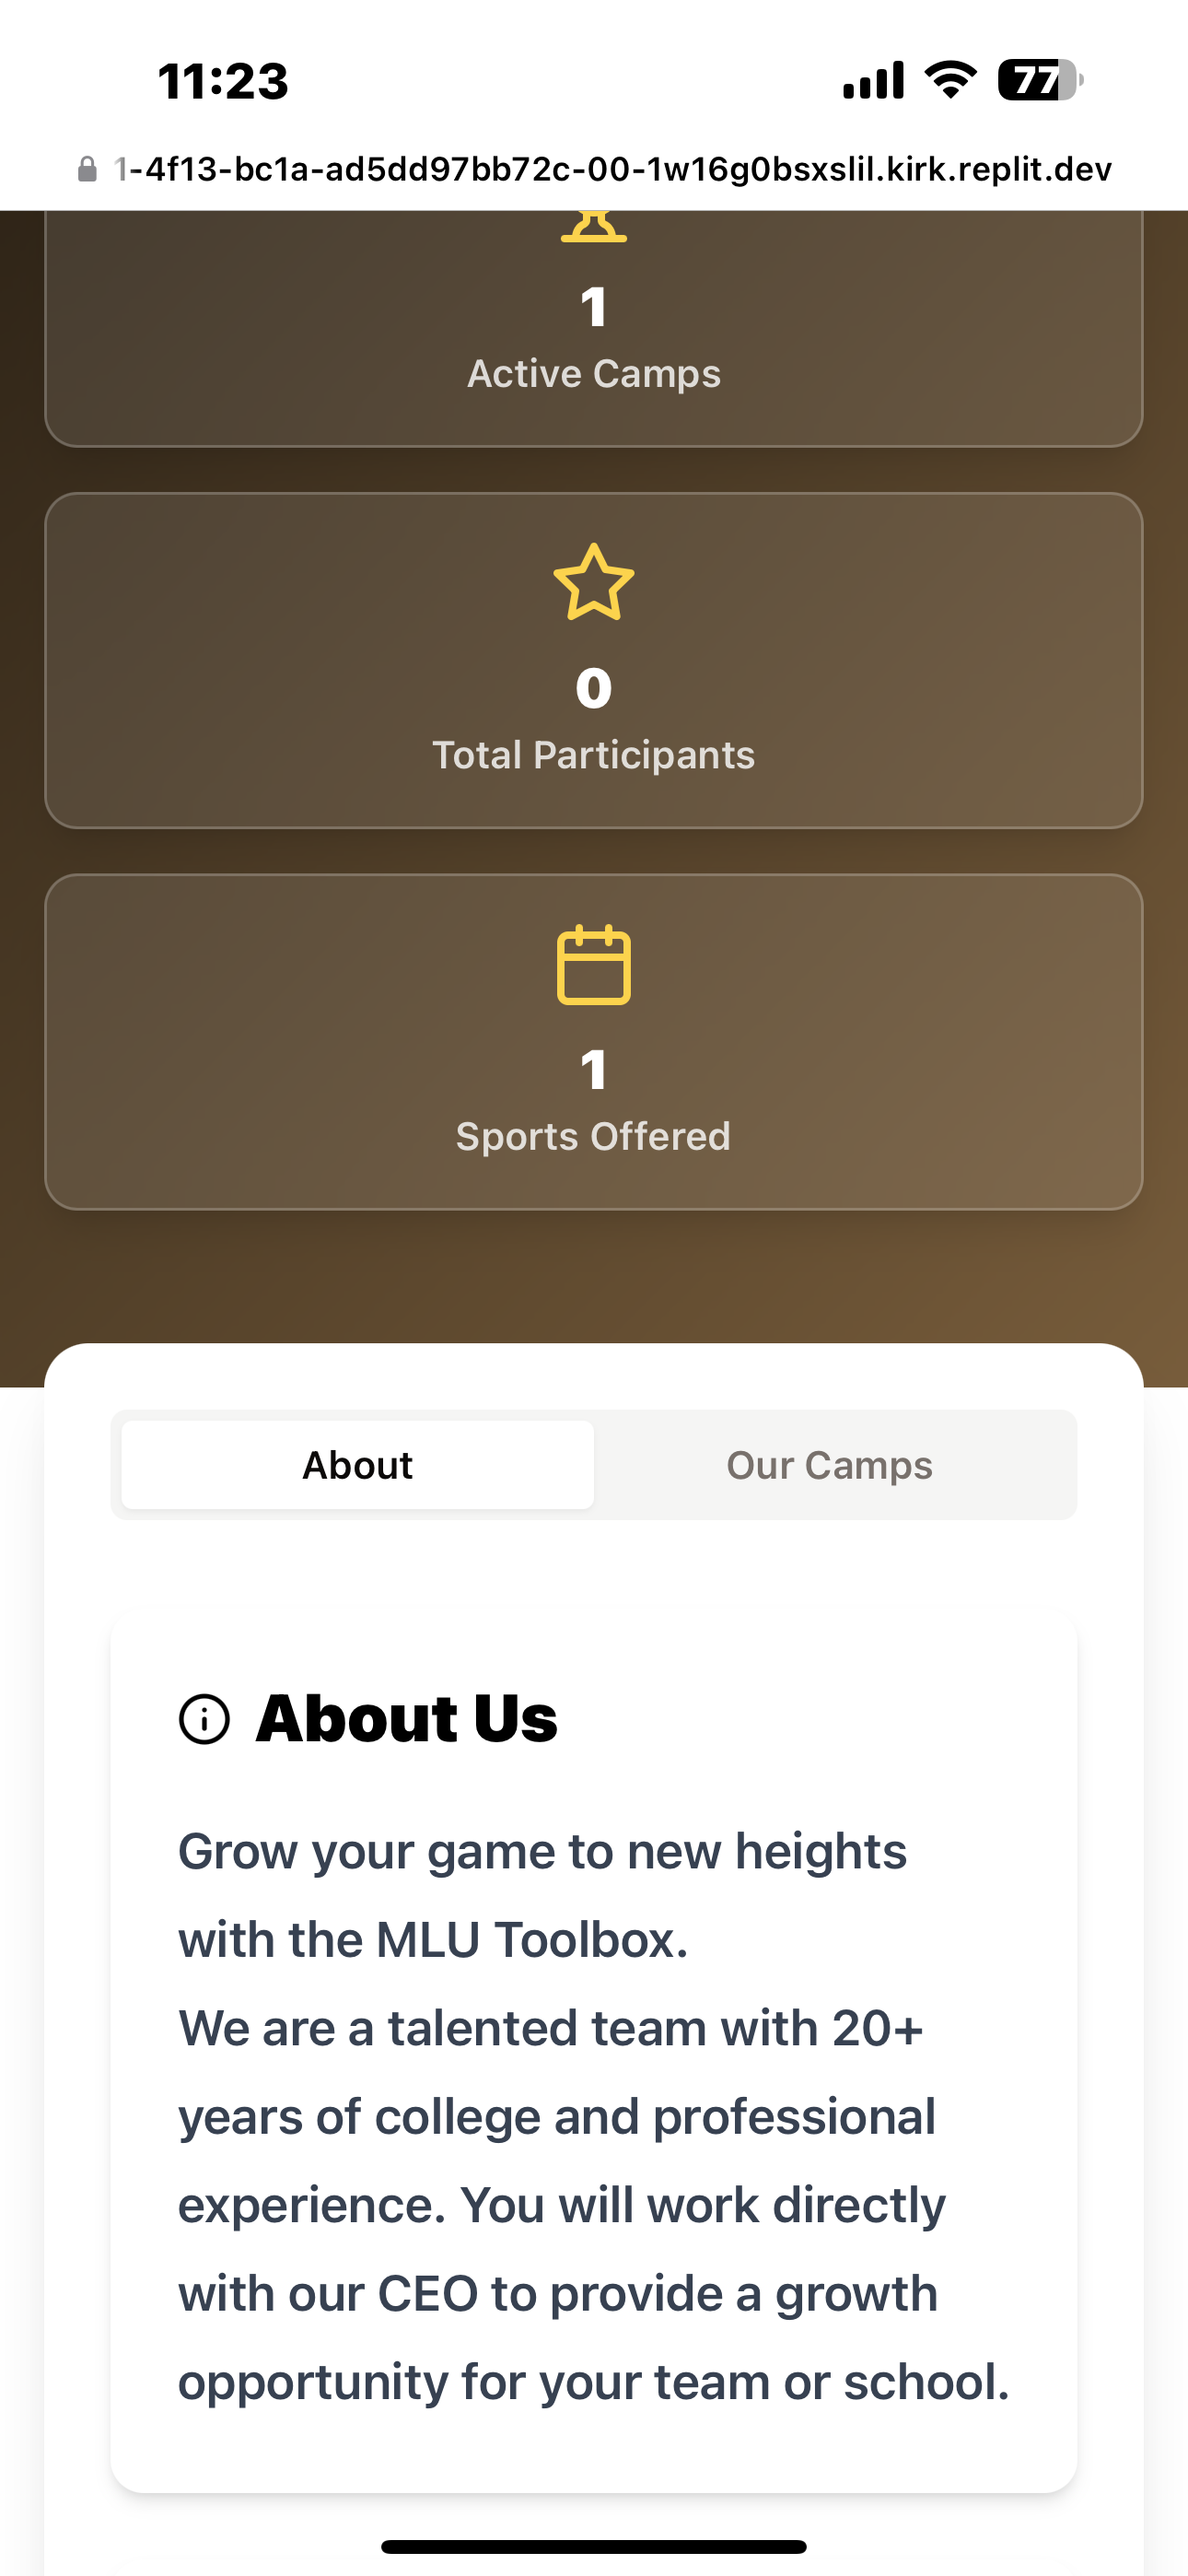 11:23
77
1-4f13-bc1a-ad5dd97bb72c-00-1w16g0bsxslil.kirk.replit.dev
1
Active Camps
0
Total Participants
1
Sports Offered
About
Our Camps
About Us
Grow your game to new heights
with the MLU Toolbox.
We are a talented team with 20+
years of college and professional
experience. You will work directly
with our CEO to provide a growth
opportunity for your team or school.